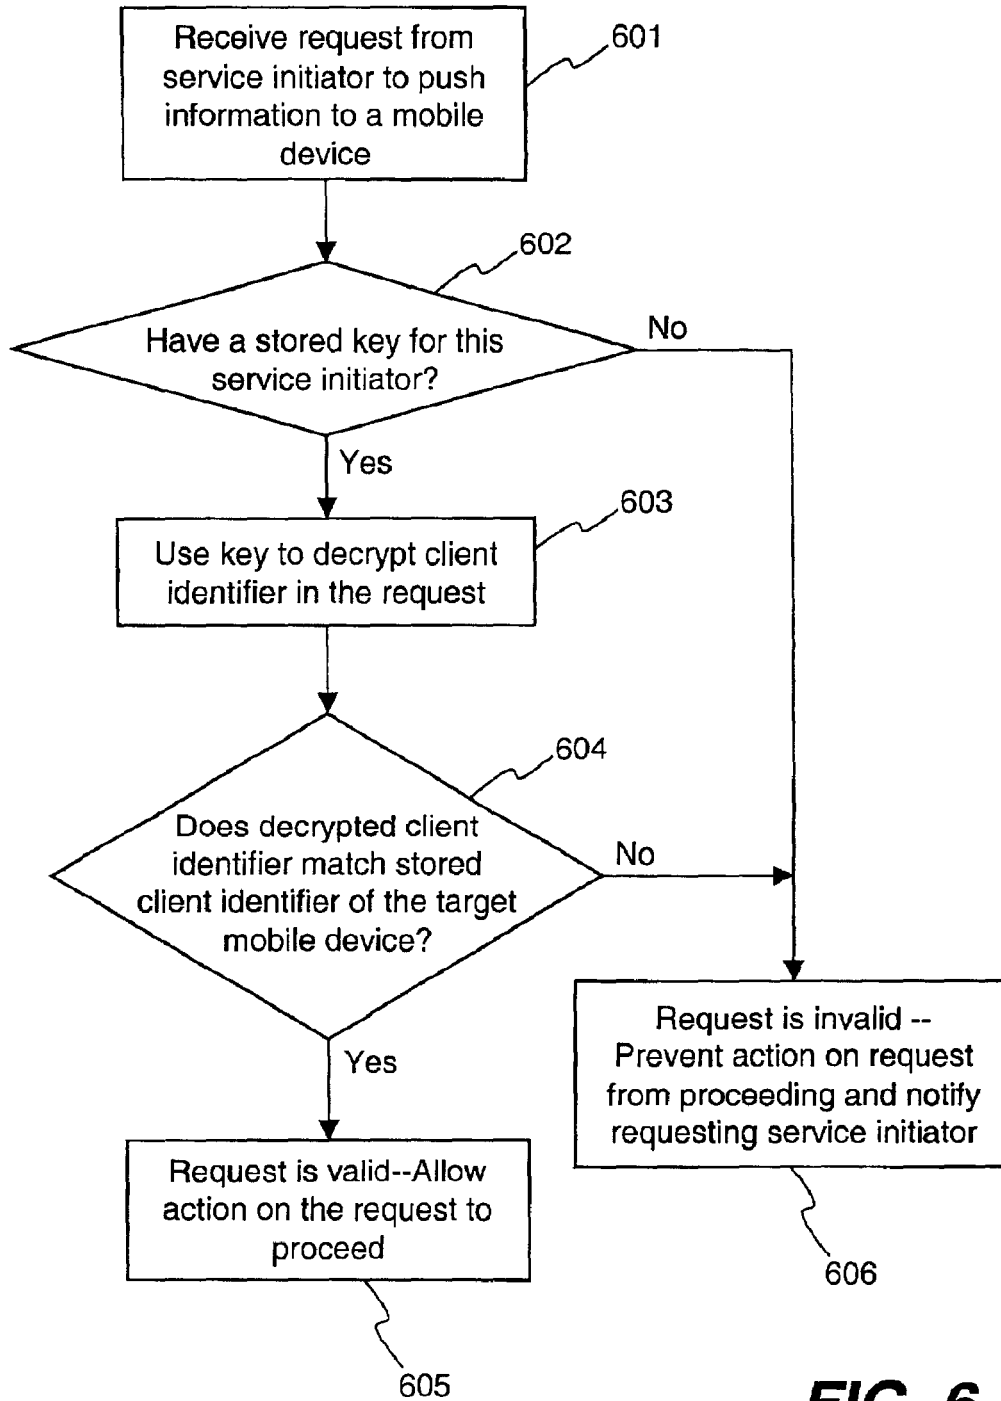 Receive request from
service initiator to push
information to a mobile
device
601
602
Have a stored key for this
service initiator?
No
Yes
603
Use key to decrypt client
identifier in the request
604
Does decrypted client
identifier match stored
client identifier of the target
mobile device?
No
Yes
Request is invalid --
Prevent action on request
from proceeding and notify
requesting service initiator
Request is valid--Allow
action on the request to
proceed
606
605
FIG. 6